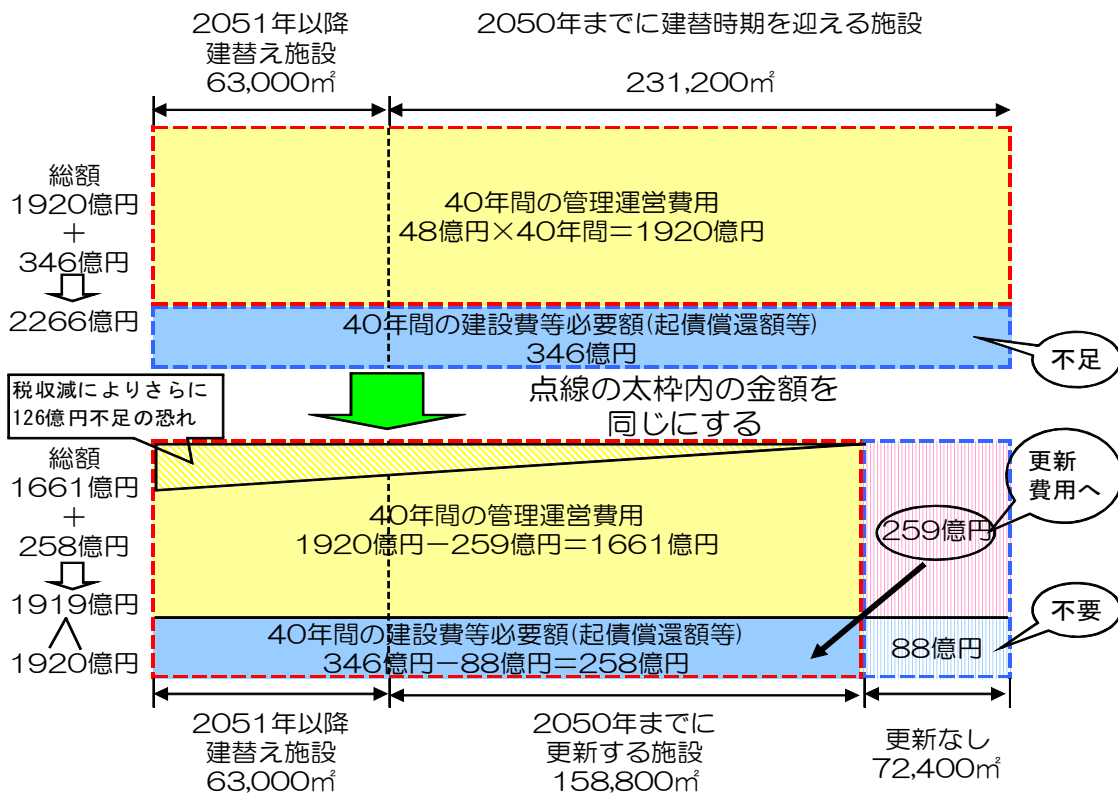 2051年以降
建替え施設
63,000㎡
2050年までに建替時期を迎える施設
231,200㎡
総額
1920億円
＋
346億円
2266億円
40年間の管理運営費用
48億円×40年間＝1920億円
40年間の建設費等必要額(起債償還額等)
346億円
不足
点線の太枠内の金額を
同じにする
税収減によりさらに
126億円不足の恐れ
総額
1661億円
＋
258億円
1919億円
∧
1920億円
40年間の管理運営費用
1920億円－259億円＝1661億円
259億円
更新
費用へ
40年間の建設費等必要額(起債償還額等)
346億円－88億円＝258億円
88億円
不要
2051年以降
建替え施設
63,000㎡
2050年までに
更新する施設
158,800㎡
更新なし
72,400㎡